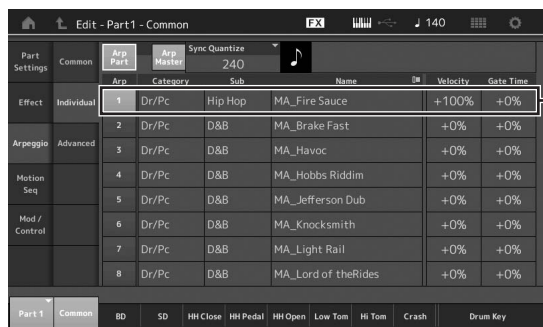 Edit - Part1 - Common FX 140
Part Settings Common Arp Part Arp Master Sync Quantize 240
Arp Category Sub Name Velocity Gate Time
Effect Individual 1 Dr/Pc Hip Hop MA_Fire Sauce +100% +0%
2 Dr/Pc D&B MA_Brake Fast +0% +0%
Arpeggio Advanced 3 Dr/Pc D&B MA_Havoc +0% +0%
Motion Seq 4 Dr/Pc D&B MA_Hobbs Riddim +0% +0%
5 Dr/Pc D&B MA_Jefferson Dub +0% +0%
Mod / Control 6 Dr/Pc D&B MA_Knocksmith +0% +0%
7 Dr/Pc D&B MA_Light Rail +0% +0%
8 Dr/Pc D&B MA_Lord of theRides +0% +0%
Part 1 Common BD SD HH Close HH Pedal HH Open Low Tom Hi Tom Crash Drum Key